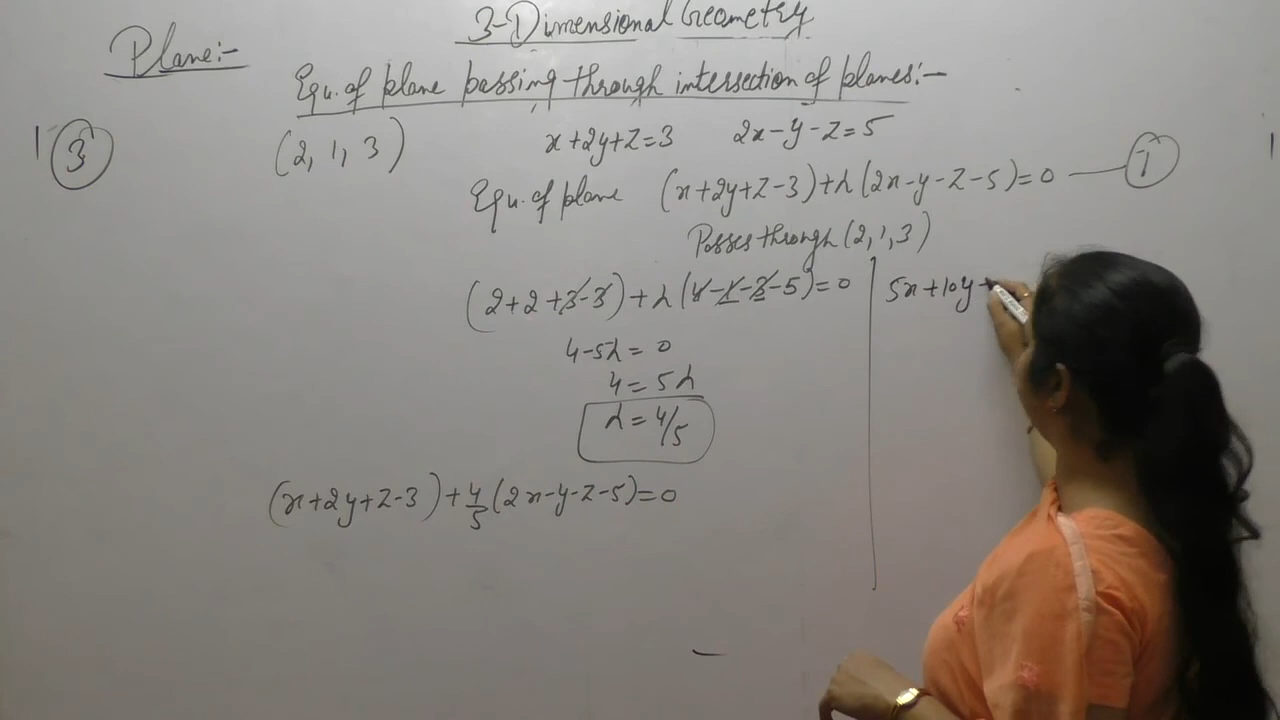 3-Dimensional Geometry
Plane:-
Equ. of plane passing through intersection of planes:-
3
(2, 1, 3)
x+2y+z=3 2x-y-z=5
Equ. of plane (x+2y+z-3)+λ(2x-y-z-5)=0 — 1
Passes through (2, 1, 3)
(2+2+3-3)+λ(4-1-3-5)=0
4-5λ=0
4=5λ
λ=4/5
(x+2y+z-3)+4/5(2x-y-z-5)=0
5x+10y+